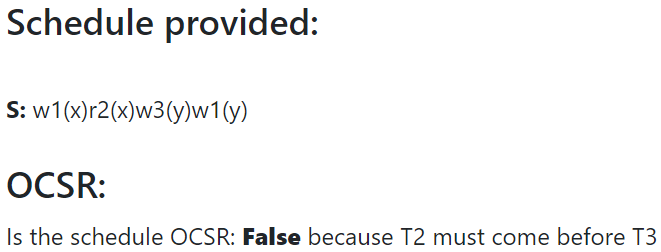 Schedule provided:
S: w1(x)r2(x)w3(y)w1(y)
OCSR:
Is the schedule OCSR: False because T2 must come before T3